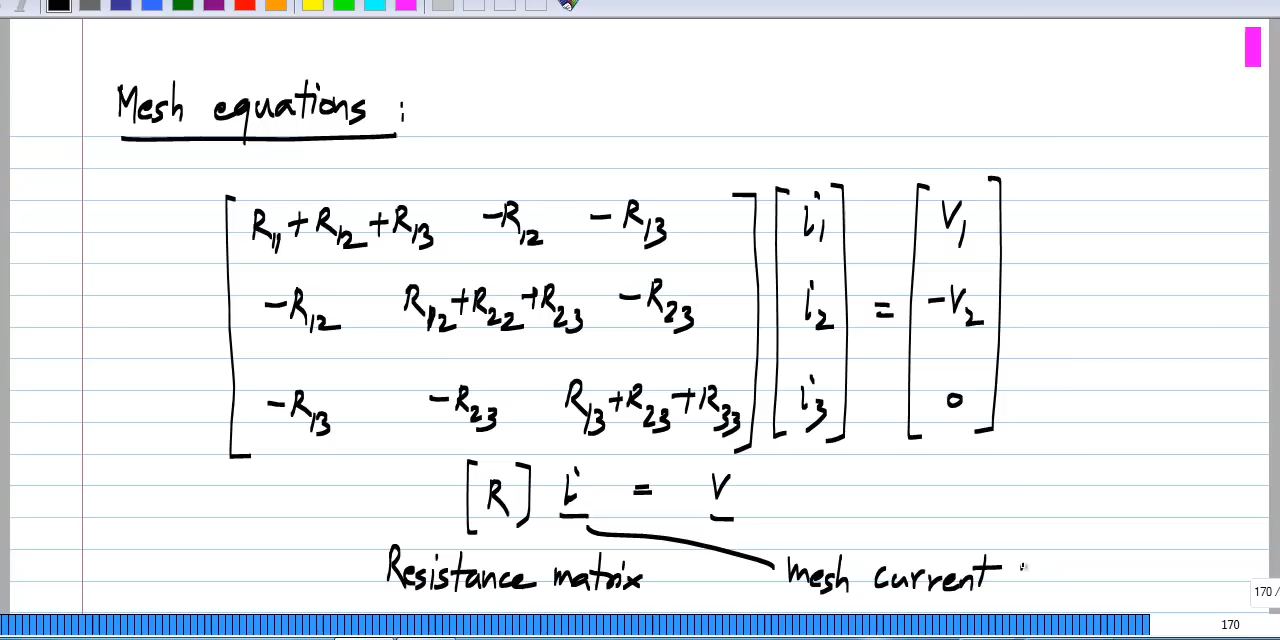 Mesh equations :
R₁₁ + R₁₂ + R₁₃ -R₁₂ - R₁₃ i₁ V₁
-R₁₂ R₁₂ + R₂₂ + R₂₃ - R₂₃ i₂ = -V₂
-R₁₃ -R₂₃ R₁₃ + R₂₃ + R₃₃ i₃ 0
[R] i = V
Resistance matrix mesh current
170 /
170